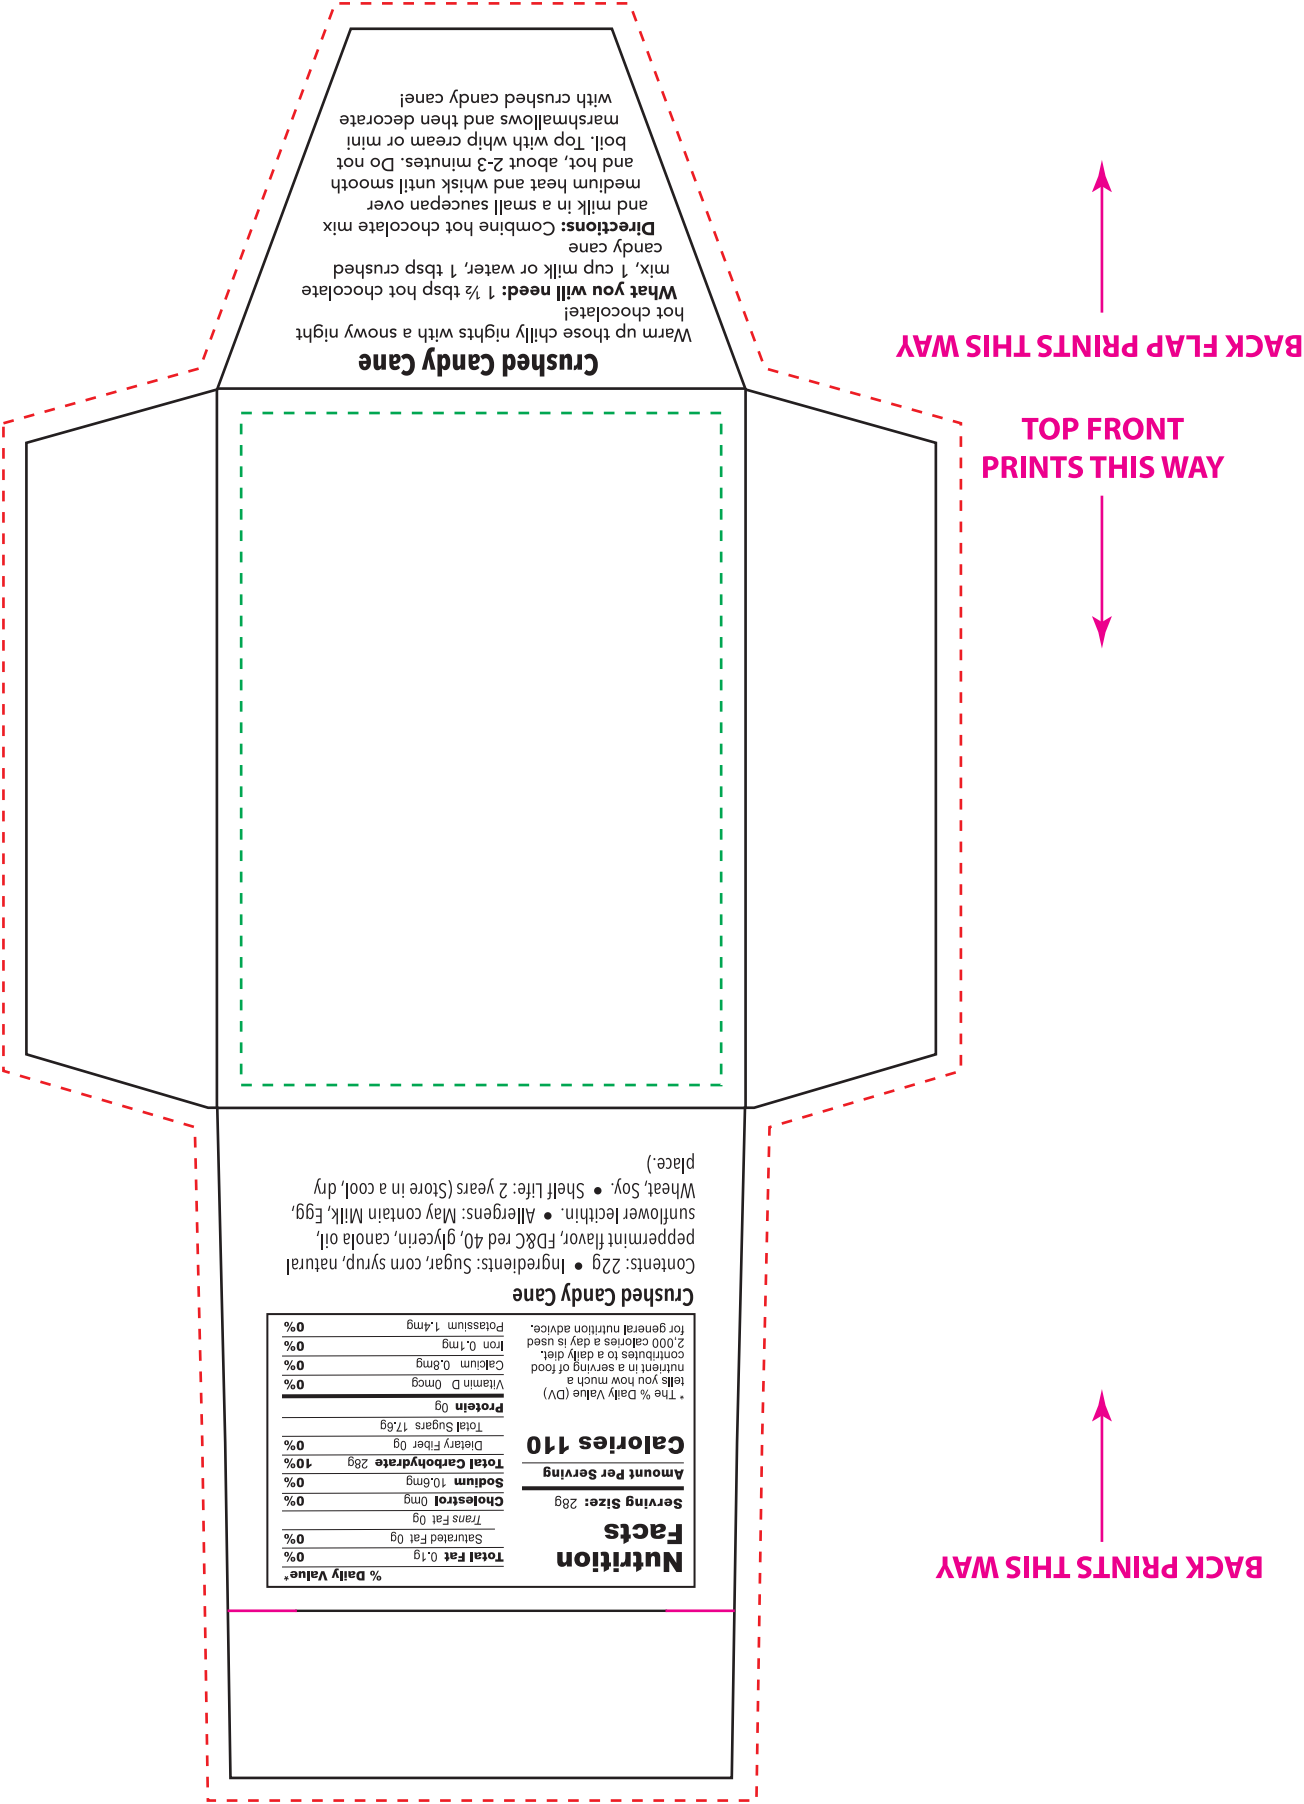 Crushed Candy Cane
Warm up those chilly nights with a snowy night
hot chocolate!
What you will need: 1 ½ tbsp hot chocolate
mix, 1 cup milk or water, 1 tbsp crushed
candy cane
Directions: Combine hot chocolate mix
and milk in a small saucepan over
medium heat and whisk until smooth
and hot, about 2-3 minutes. Do not
boil. Top with whip cream or mini
marshmallows and then decorate
with crushed candy cane!
BACK FLAP PRINTS THIS WAY
TOP FRONT
PRINTS THIS WAY
BACK PRINTS THIS WAY
Nutrition
Facts
Serving Size: 28g
Amount Per Serving
Calories 110
* The % Daily Value (DV)
tells you how much a
nutrient in a serving of food
contributes to a daily diet.
2,000 calories a day is used
for general nutrition advice.
% Daily Value*
Total Fat 0.1g 0%
Saturated Fat 0g 0%
Trans Fat 0g
Cholestrol 0mg 0%
Sodium 10.6mg 0%
Total Carbohydrate 28g 10%
Dietary Fiber 0g 0%
Total Sugars 17.6g
Protein 0g
Vitamin D 0mcg 0%
Calcium 0.8mg 0%
Iron 0.1mg 0%
Potassium 1.4mg 0%
Crushed Candy Cane
Contents: 22g • Ingredients: Sugar, corn syrup, natural
peppermint flavor, FD&C red 40, glycerin, canola oil,
sunflower lecithin. • Allergens: May contain Milk, Egg,
Wheat, Soy. • Shelf Life: 2 years (Store in a cool, dry
place.)